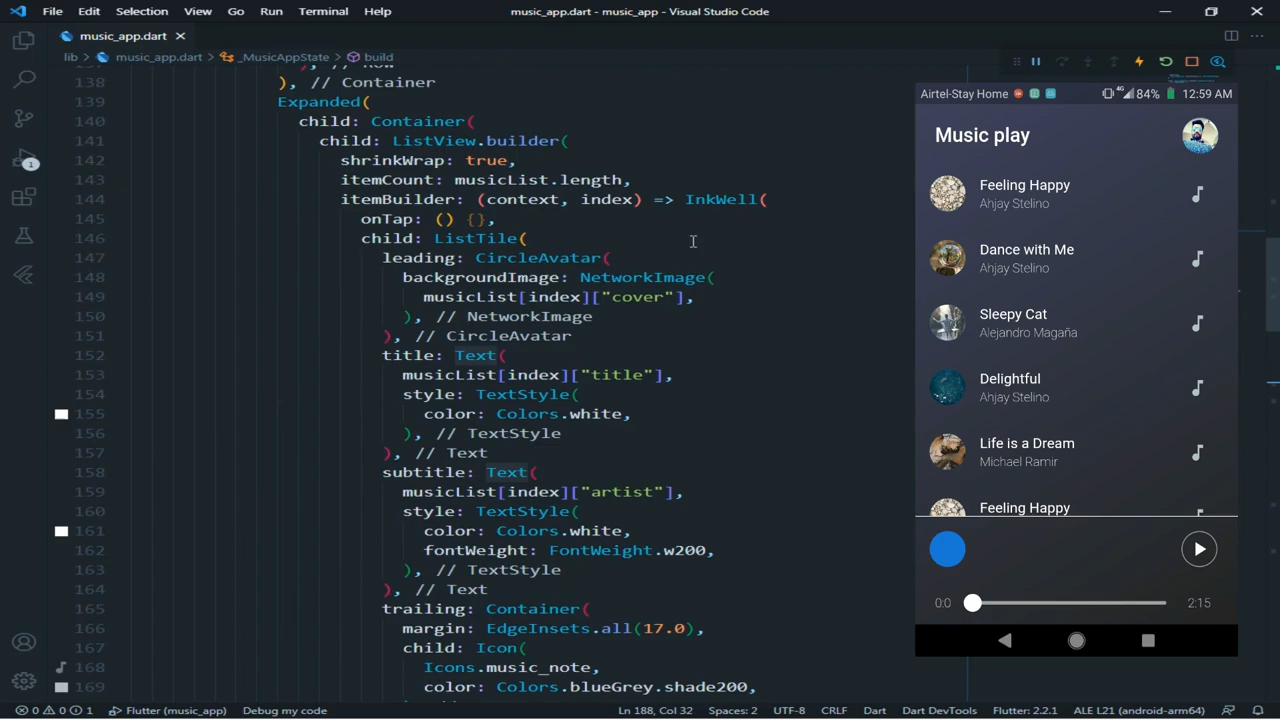 File Edit Selection View Go Run Terminal Help
music_app.dart - music_app - Visual Studio Code
music_app.dart
lib > music_app.dart > _MusicAppState > build
138 ), // Container
139 Expanded(
140 child: Container(
141 child: ListView.builder(
142 shrinkWrap: true,
143 itemCount: musicList.length,
144 itemBuilder: (context, index) => InkWell(
145 onTap: () {},
146 child: ListTile(
147 leading: CircleAvatar(
148 backgroundImage: NetworkImage(
149 musicList[index]["cover"],
150 ), // NetworkImage
151 ), // CircleAvatar
152 title: Text(
153 musicList[index]["title"],
154 style: TextStyle(
155 color: Colors.white,
156 ), // TextStyle
157 ), // Text
158 subtitle: Text(
159 musicList[index]["artist"],
160 style: TextStyle(
161 color: Colors.white,
162 fontWeight: FontWeight.w200,
163 ), // TextStyle
164 ), // Text
165 trailing: Container(
166 margin: EdgeInsets.all(17.0),
167 child: Icon(
168 Icons.music_note,
169 color: Colors.blueGrey.shade200,
1
Airtel-Stay Home 4G 84% 12:59 AM
Music play
Feeling Happy
Ahjay Stelino
Dance with Me
Ahjay Stelino
Sleepy Cat
Alejandro Magaña
Delightful
Ahjay Stelino
Life is a Dream
Michael Ramir
Feeling Happy
0:0 2:15
0 0 1 Flutter (music_app) Debug my code Ln 188, Col 32 Spaces: 2 UTF-8 CRLF Dart Dart DevTools Flutter: 2.2.1 ALE L21 (android-arm64)